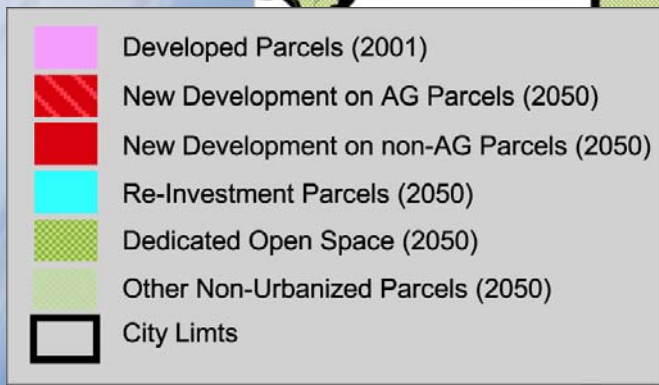 Developed Parcels (2001)
New Development on AG Parcels (2050)
New Development on non-AG Parcels (2050)
Re-Investment Parcels (2050)
Dedicated Open Space (2050)
Other Non-Urbanized Parcels (2050)
City Limts